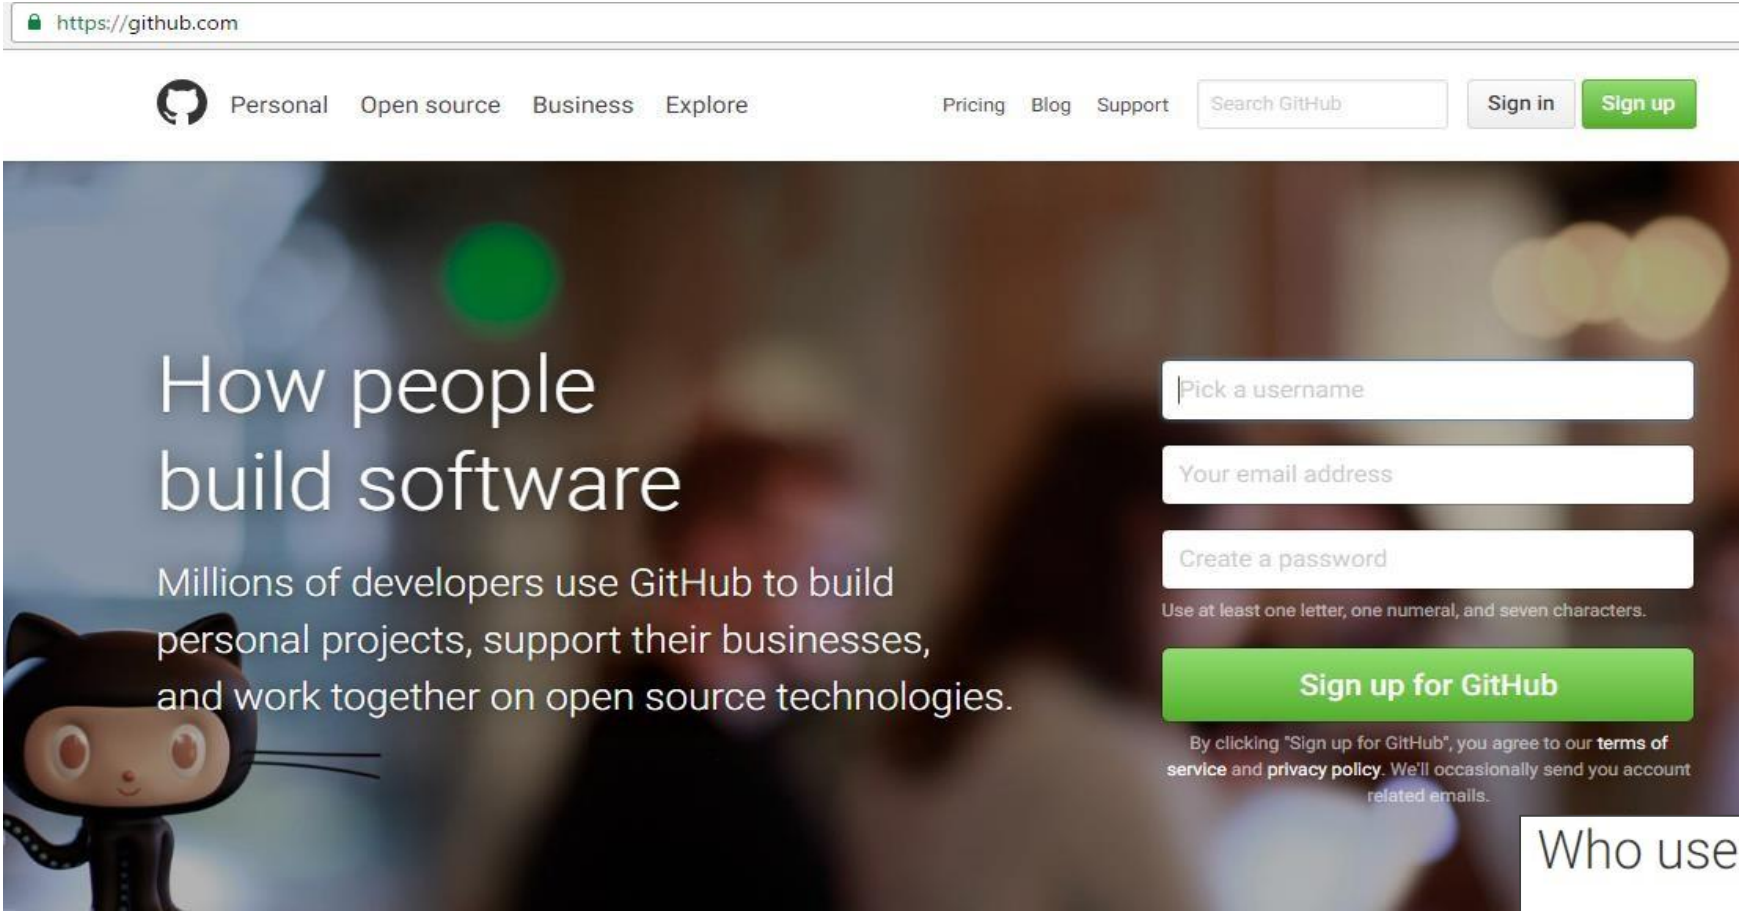 https://github.com
Personal Open source Business Explore Pricing Blog Support Search GitHub Sign in Sign up
How people
build software
Millions of developers use GitHub to build
personal projects, support their businesses,
and work together on open source technologies.
Pick a username
Your email address
Create a password
Use at least one letter, one numeral, and seven characters.
Sign up for GitHub
By clicking "Sign up for GitHub", you agree to our terms of
service and privacy policy. We'll occasionally send you account
related emails.
Who use